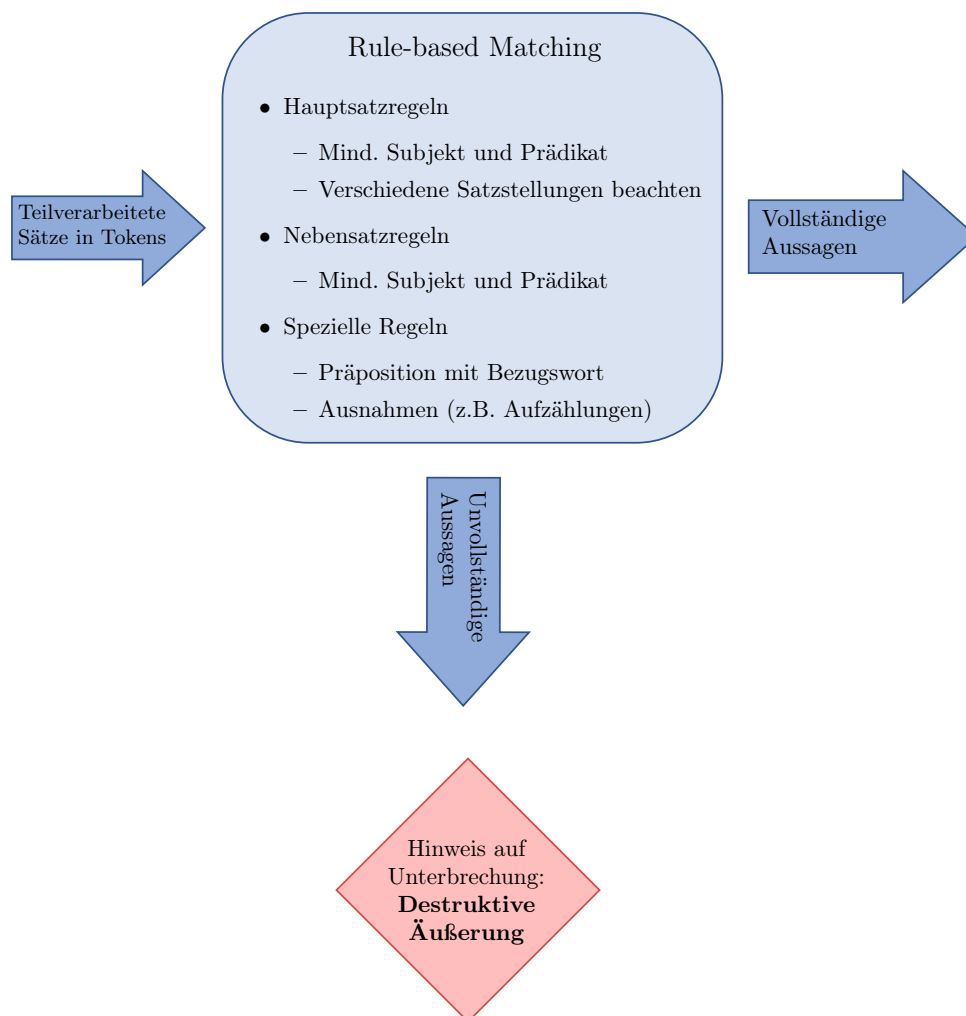 Rule-based Matching
• Hauptsatzregeln
– Mind. Subjekt und Prädikat
– Verschiedene Satzstellungen beachten
• Nebensatzregeln
– Mind. Subjekt und Prädikat
• Spezielle Regeln
– Präposition mit Bezugswort
– Ausnahmen (z.B. Aufzählungen)
Teilverarbeitete
Sätze in Tokens
Vollständige
Aussagen
Unvollständige
Aussagen
Hinweis auf
Unterbrechung:
Destruktive
Äußerung